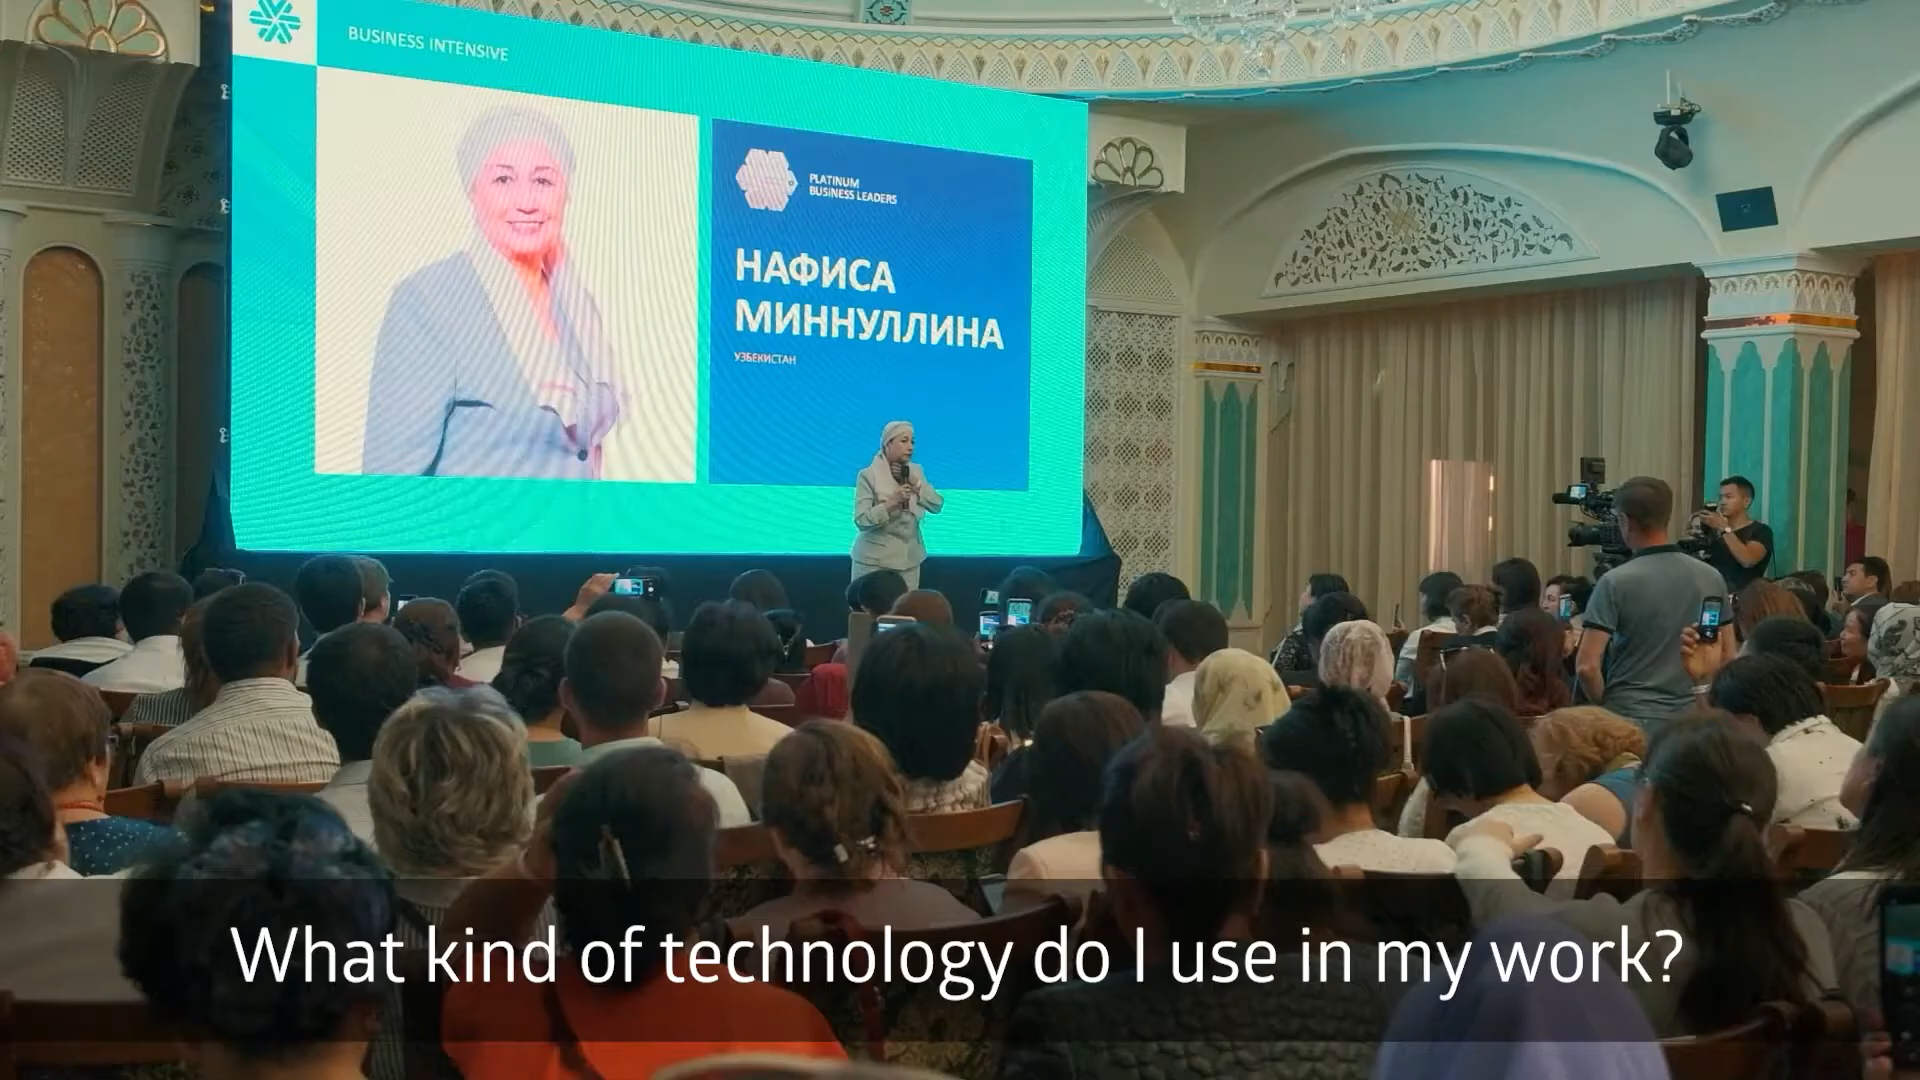 BUSINESS INTENSIVE
PLATINUM
BUSINESS LEADERS
НАФИСА
МИННУЛЛИНА
УЗБЕКИСТАН
What kind of technology do I use in my work?